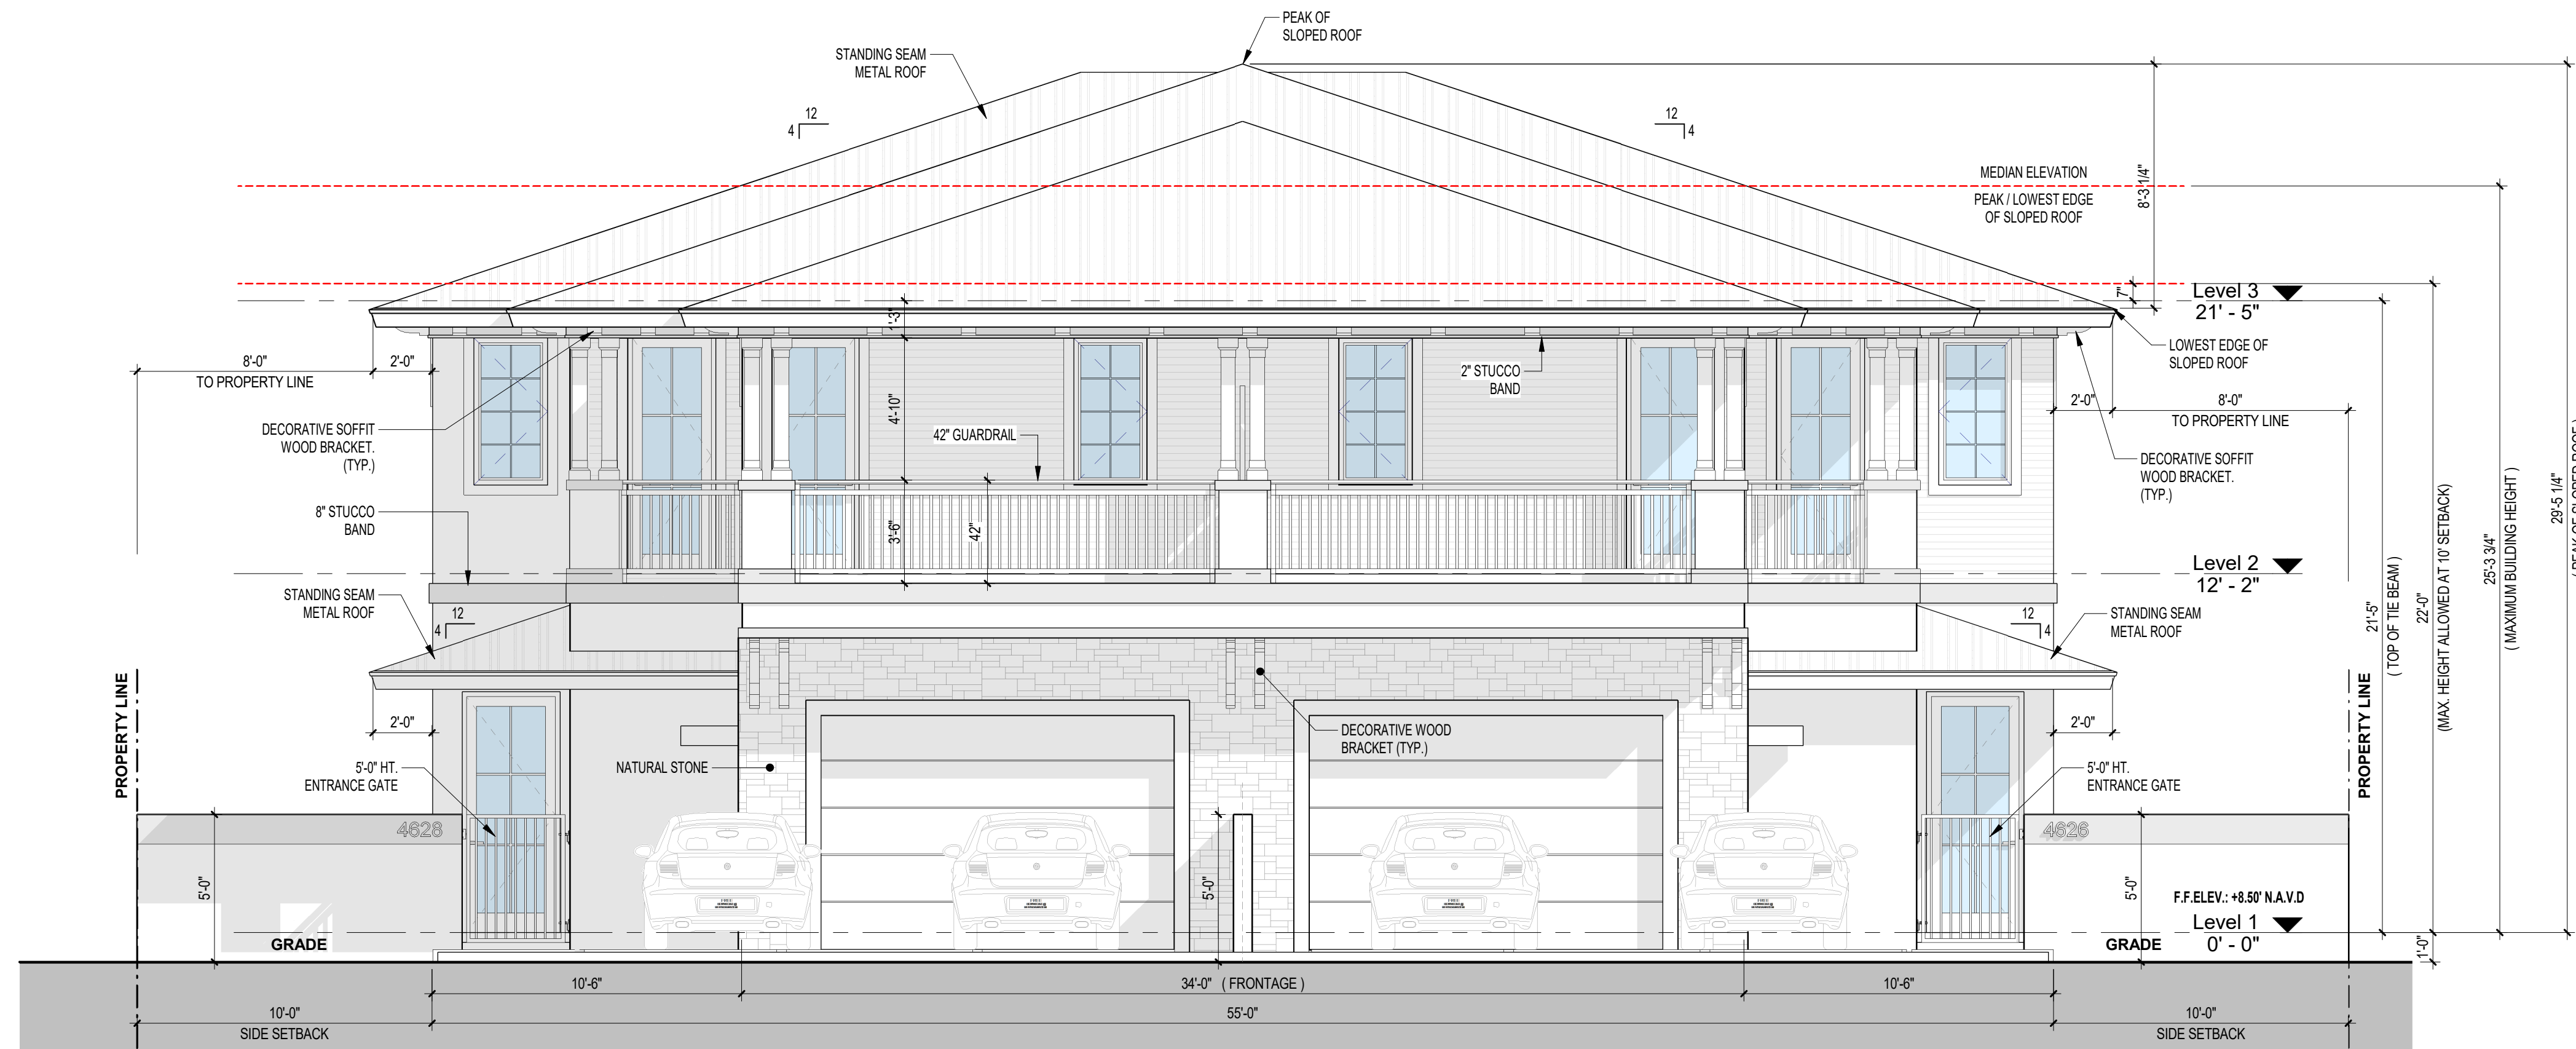 PEAK OF
SLOPED ROOF
STANDING SEAM
METAL ROOF
12
4
12
4
MEDIAN ELEVATION
PEAK / LOWEST EDGE
OF SLOPED ROOF
8'-3 1/4"
7"
Level 3
21' - 5"
1'-3"
8'-0"
TO PROPERTY LINE
2'-0"
2" STUCCO
BAND
LOWEST EDGE OF
SLOPED ROOF
2'-0"
8'-0"
TO PROPERTY LINE
DECORATIVE SOFFIT
WOOD BRACKET.
(TYP.)
4'-10"
42" GUARDRAIL
DECORATIVE SOFFIT
WOOD BRACKET.
(TYP.)
8" STUCCO
BAND
3'-6"
42"
Level 2
12' - 2"
STANDING SEAM
METAL ROOF
12
4
12
4
STANDING SEAM
METAL ROOF
21'-5"
( TOP OF TIE BEAM )
22'-0"
(MAX. HEIGHT ALLOWED AT 10' SETBACK)
25'-3 3/4"
( MAXIMUM BUILDING HEIGHT )
29'-5 1/4"
PROPERTY LINE
2'-0"
NATURAL STONE
DECORATIVE WOOD
BRACKET (TYP.)
2'-0"
PROPERTY LINE
5'-0" HT.
ENTRANCE GATE
5'-0" HT.
ENTRANCE GATE
4628
4626
5'-0"
5'-0"
5'-0"
FREE
FREE
FREE
FREE
F.F.ELEV.: +8.50' N.A.V.D
Level 1
0' - 0"
GRADE
GRADE
1'-0"
10'-6"
34'-0" ( FRONTAGE )
10'-6"
10'-0"
SIDE SETBACK
55'-0"
10'-0"
SIDE SETBACK